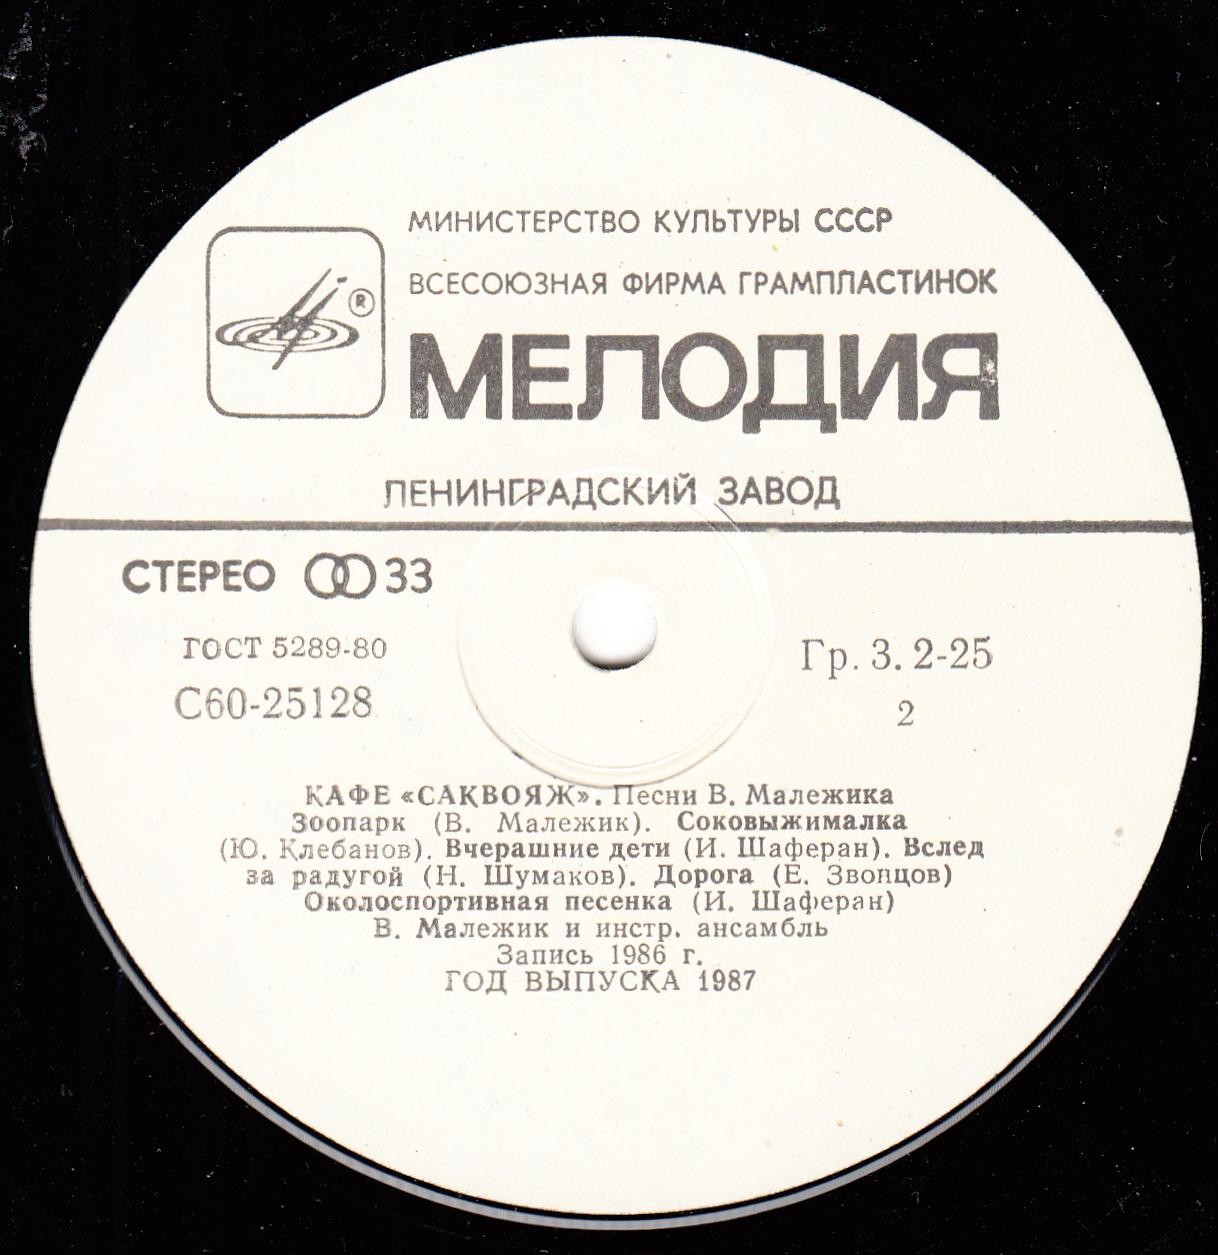 МИНИСТЕРСТВО КУЛЬТУРЫ СССР
ВСЕСОЮЗНАЯ ФИРМА ГРАМПЛАСТИНОК
®
МЕЛОДИЯ
ЛЕНИНГРАДСКИЙ ЗАВОД
СТЕРЕО 33
ГОСТ 5289-80
Гр. 3. 2-25
С60-25128
2
КАФЕ «САКВОЯЖ». Песни В. Малежика
Зоопарк (В. Малежик). Соковыжималка
(Ю. Клебанов). Вчерашние дети (И. Шаферан). Вслед
за радугой (Н. Шумаков). Дорога (Е. Звонцов)
Околоспортивная песенка (И. Шаферан)
В. Малежик и инстр. ансамбль
Запись 1986 г.
ГОД ВЫПУСКА 1987